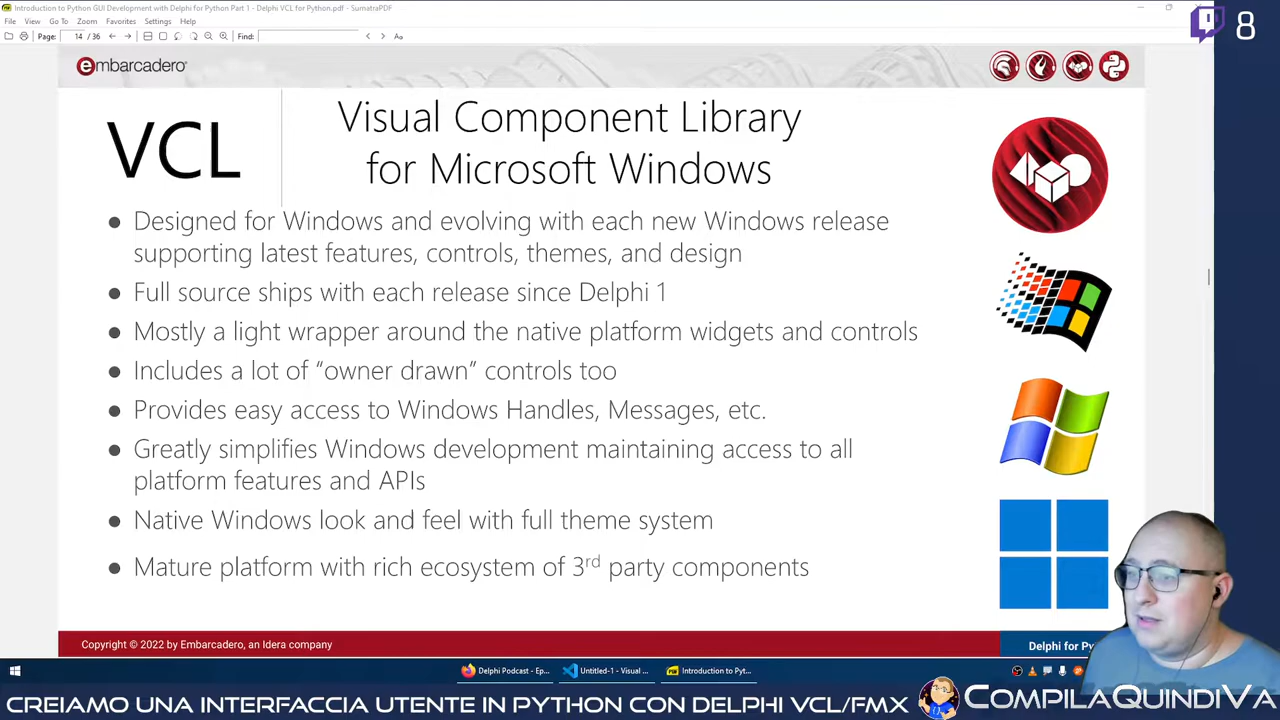 Introduction to Python GUI Development with Delphi for Python Part 1 - Delphi VCL for Python.pdf - SumatraPDF
File View Go To Zoom Favorites Settings Help
Page: 14 / 36 Find: Aa
8
embarcadero
VCL
Visual Component Library
for Microsoft Windows
● Designed for Windows and evolving with each new Windows release
supporting latest features, controls, themes, and design
● Full source ships with each release since Delphi 1
● Mostly a light wrapper around the native platform widgets and controls
● Includes a lot of “owner drawn” controls too
● Provides easy access to Windows Handles, Messages, etc.
● Greatly simplifies Windows development maintaining access to all
platform features and APIs
● Native Windows look and feel with full theme system
● Mature platform with rich ecosystem of 3rd party components
Copyright © 2022 by Embarcadero, an Idera company
Delphi for Py
Delphi Podcast - Ep... Untitled-1 - Visual ... Introduction to Pyt...
CREIAMO UNA INTERFACCIA UTENTE IN PYTHON CON DELPHI VCL/FMX
COMPILAQUINDIVA